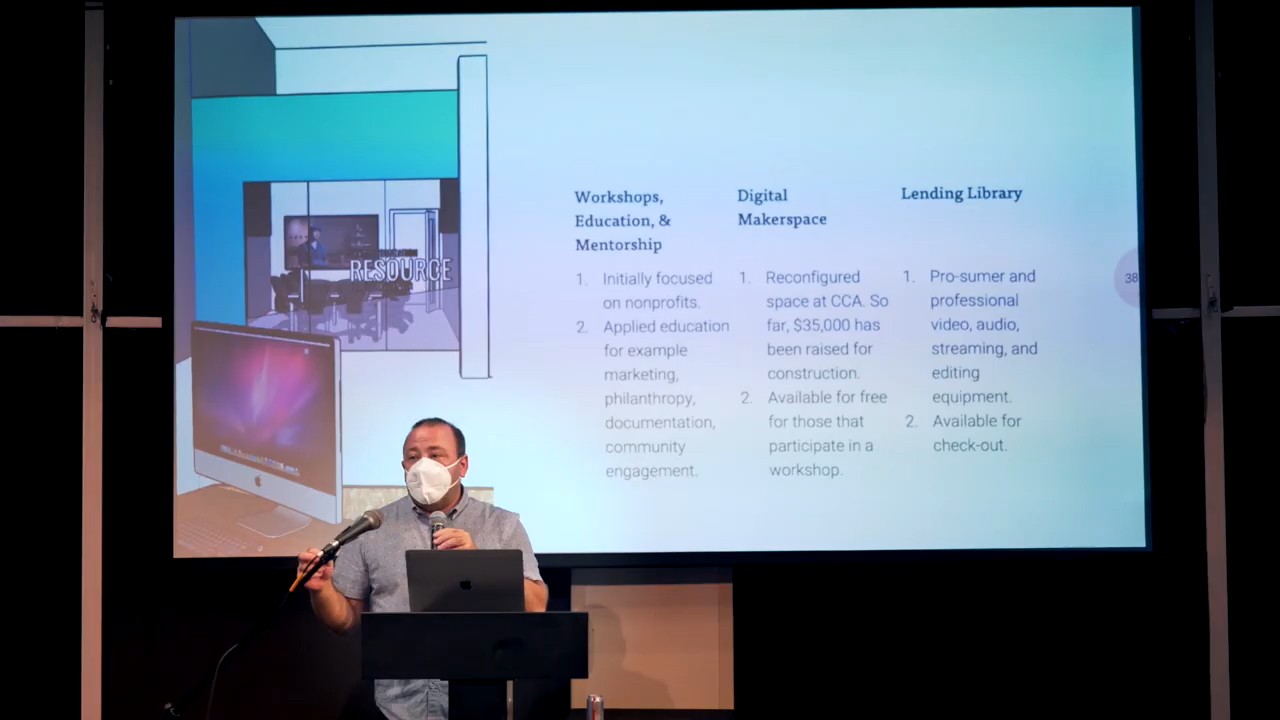 RESOURCE
Workshops,
Education, &
Mentorship
1. Initially focused
on nonprofits.
2. Applied education
for example
marketing,
philanthropy,
documentation,
community
engagement.
Digital
Makerspace
1. Reconfigured
space at CCA. So
far, $35,000 has
been raised for
construction.
2. Available for free
for those that
participate in a
workshop.
Lending Library
1. Pro-sumer and
professional
video, audio,
streaming, and
editing
equipment.
2. Available for
check-out.
38